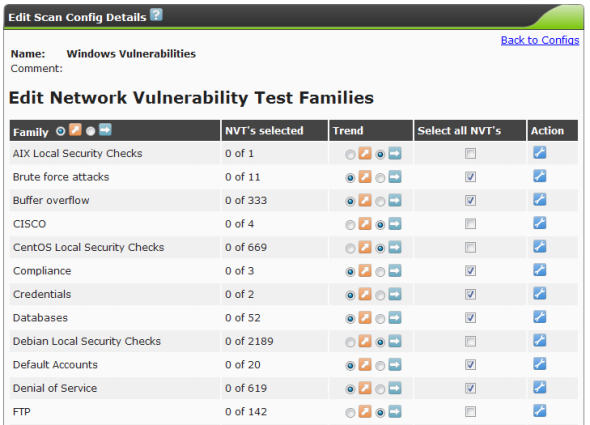 Edit Scan Config Details ?
Back to Configs
Name: Windows Vulnerabilities
Comment:
Edit Network Vulnerability Test Families
Family NVT's selected Trend Select all NVT's Action
AIX Local Security Checks 0 of 1
Brute force attacks 0 of 11
Buffer overflow 0 of 333
CISCO 0 of 4
CentOS Local Security Checks 0 of 669
Compliance 0 of 3
Credentials 0 of 2
Databases 0 of 52
Debian Local Security Checks 0 of 2189
Default Accounts 0 of 20
Denial of Service 0 of 619
FTP 0 of 142